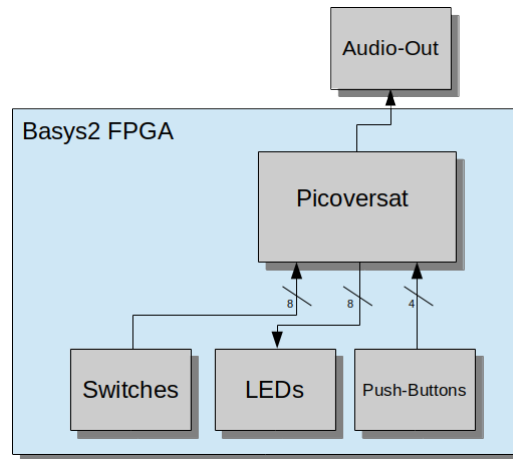 Audio-Out
Basys2 FPGA
Picoversat
8
8
4
Switches
LEDs
Push-Buttons